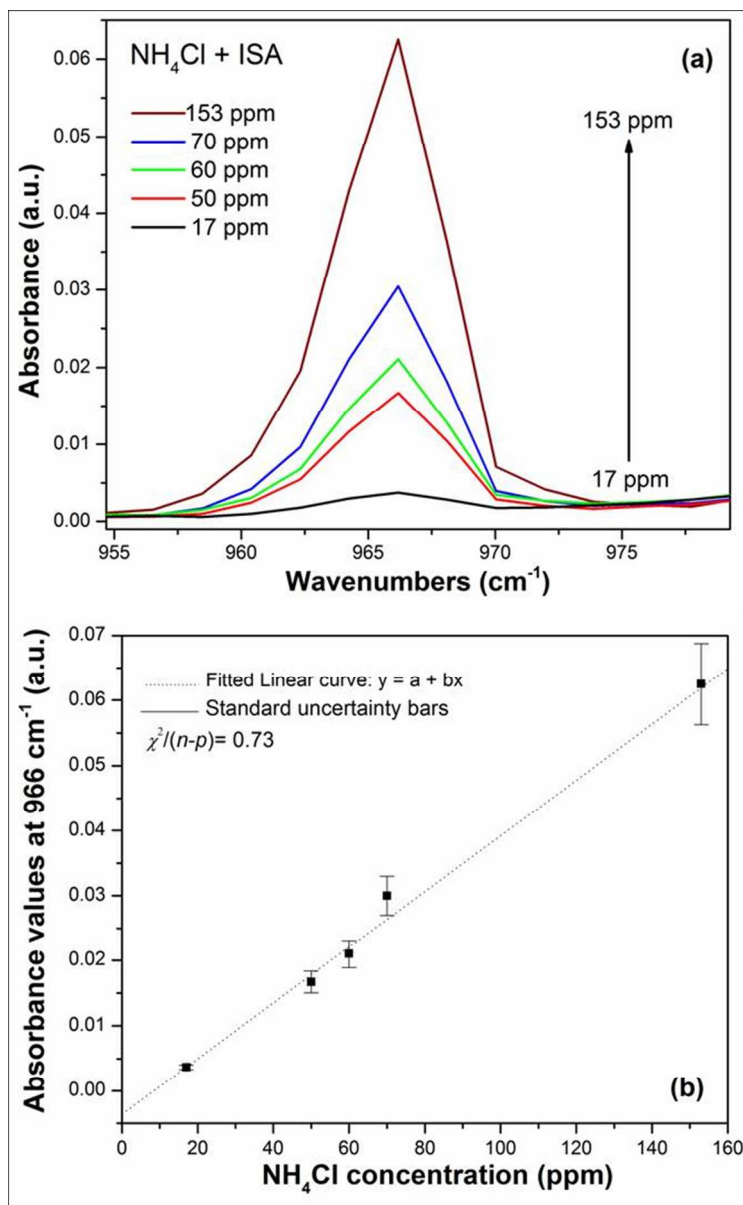 NH₄Cl + ISA
(a)
153 ppm
70 ppm
60 ppm
50 ppm
17 ppm
153 ppm
17 ppm
0.06
0.05
0.04
0.03
0.02
0.01
0.00
Absorbance (a.u.)
955 960 965 970 975
Wavenumbers (cm⁻¹)
0.07
0.06
0.05
0.04
0.03
0.02
0.01
0.00
Absorbance values at 966 cm⁻¹ (a.u.)
Fitted Linear curve: y = a + bx
Standard uncertainty bars
χ²/(n-p)= 0.73
(b)
0 20 40 60 80 100 120 140 160
NH₄Cl concentration (ppm)